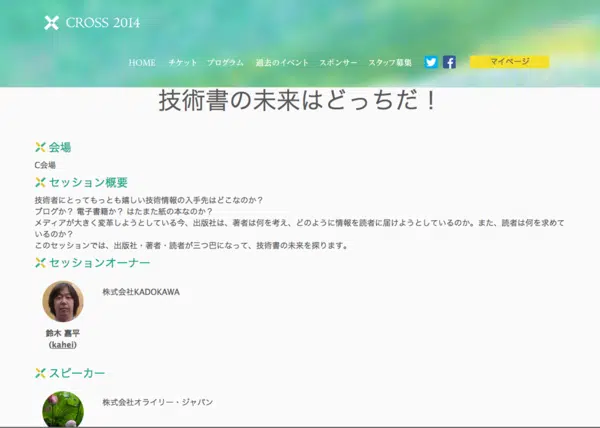 CROSS 2014
HOME チケット プログラム 過去のイベント スポンサー スタッフ募集 マイページ
技術書の未来はどっちだ！
会場
C会場
セッション概要
技術者にとってもっとも嬉しい技術情報の入手先はどこなのか？
ブログか？ 電子書籍か？ はたまた紙の本なのか？
メディアが大きく変革しようとしている今、出版社は、著者は何を考え、どのように情報を読者に届けようとしているのか。また、読者は何を求めて
いるのか？
このセッションでは、出版社・著者・読者が三つ巴になって、技術書の未来を探ります。
セッションオーナー
株式会社KADOKAWA
鈴木 嘉平
(kahei)
スピーカー
株式会社オライリー・ジャパン